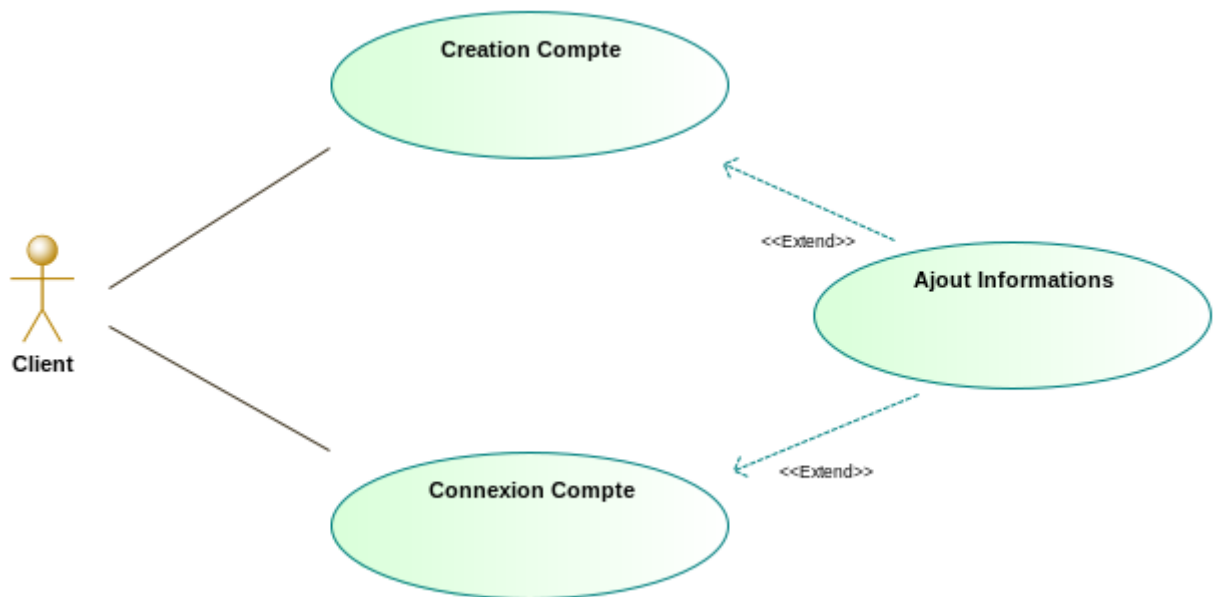 Creation Compte
<<Extend>>
Ajout Informations
Client
<<Extend>>
Connexion Compte